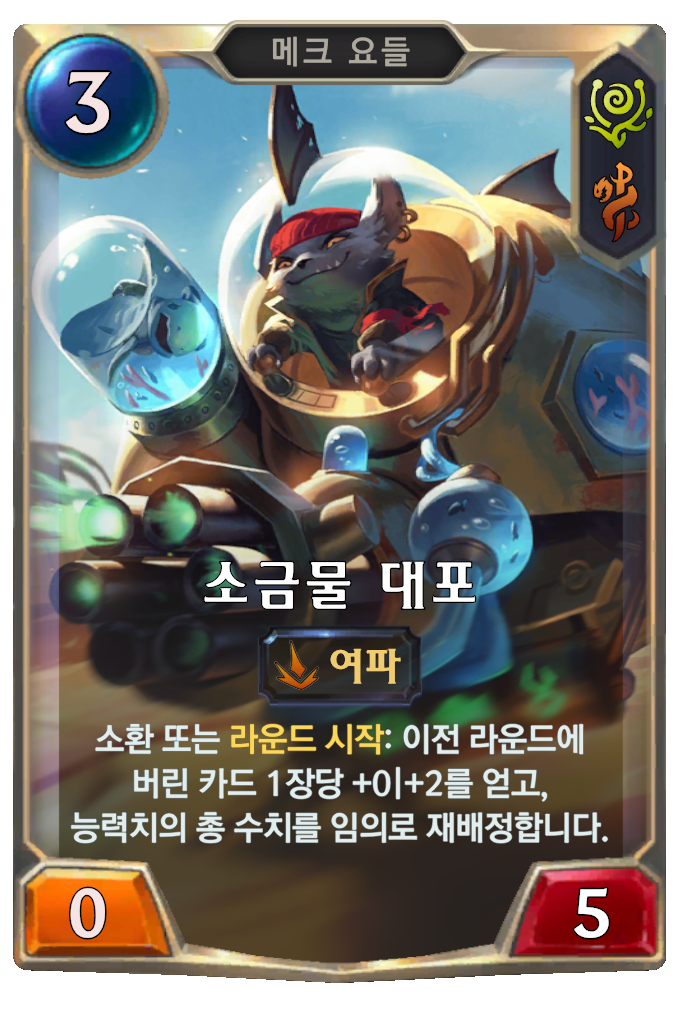 메크 요들
3
소금물 대포
여파
소환 또는 라운드 시작: 이전 라운드에
버린 카드 1장당 +0|+2를 얻고,
능력치의 총 수치를 임의로 재배정합니다.
0
5